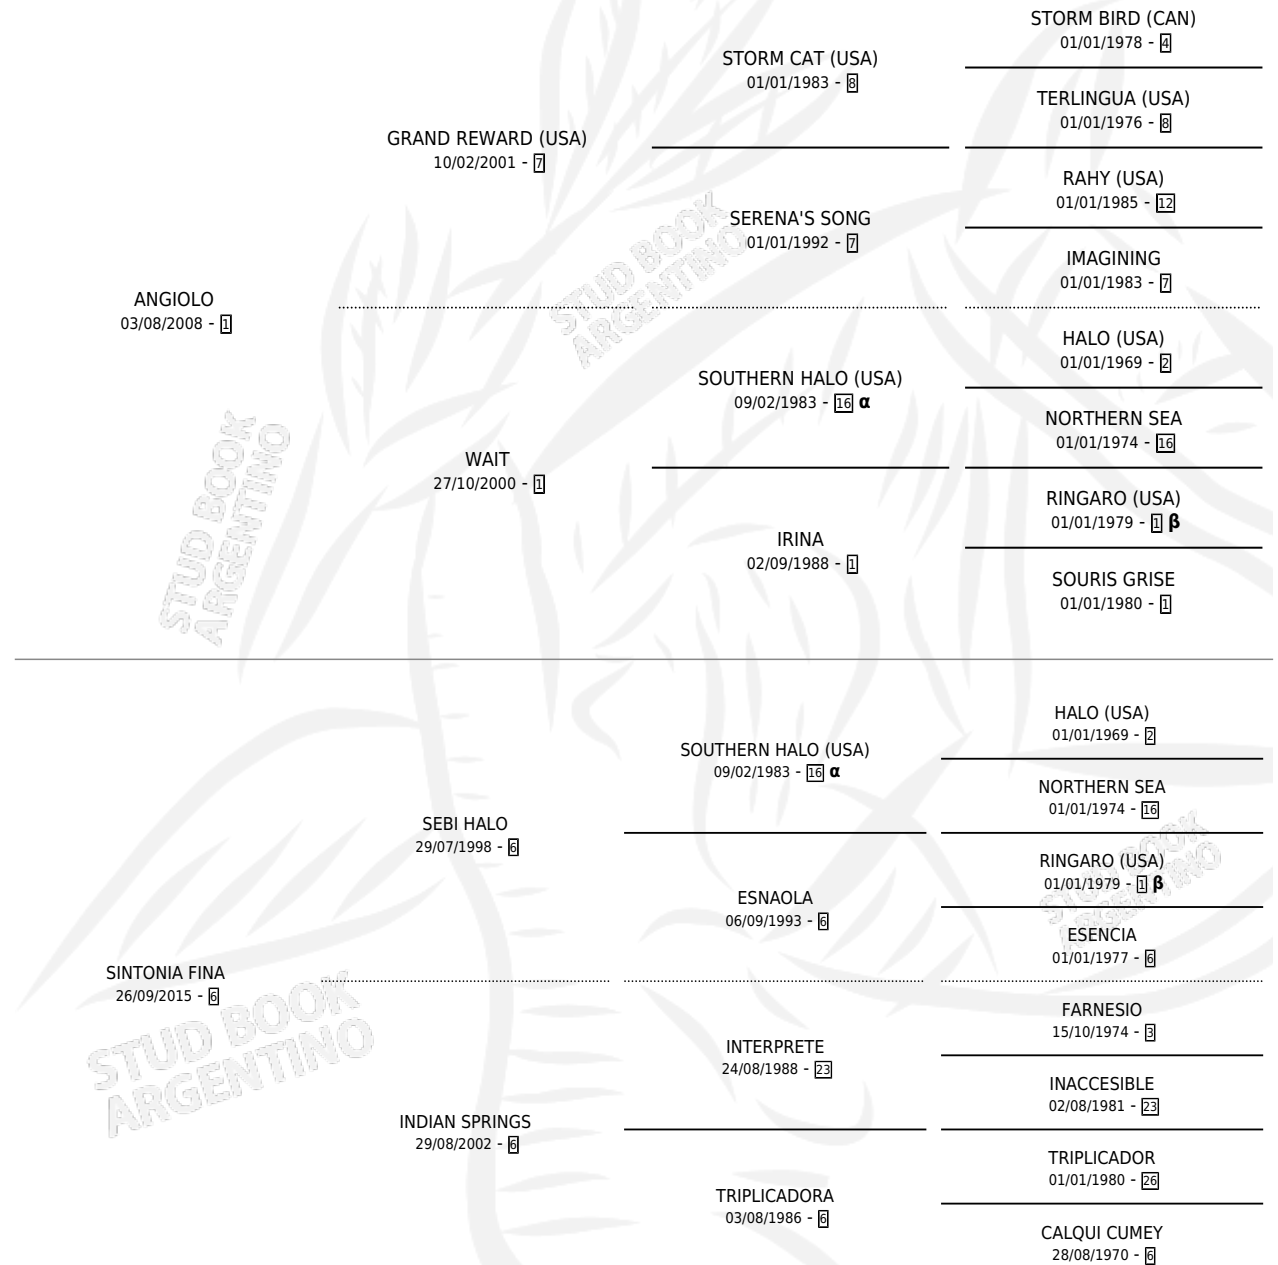 STORM BIRD (CAN)
01/01/1978 - 4
STORM CAT (USA)
01/01/1983 - 8
TERLINGUA (USA)
01/01/1976 - 8
GRAND REWARD (USA)
10/02/2001 - 7
RAHY (USA)
01/01/1985 - 12
SERENA'S SONG
01/01/1992 - 7
IMAGINING
01/01/1983 - 7
ANGIOLO
03/08/2008 - 1
HALO (USA)
01/01/1969 - 2
SOUTHERN HALO (USA)
09/02/1983 - 16 α
NORTHERN SEA
01/01/1974 - 16
WAIT
27/10/2000 - 1
RINGARO (USA)
01/01/1979 - 1 β
IRINA
02/09/1988 - 1
SOURIS GRISE
01/01/1980 - 1
STUD BOOK
ARGENTINO
STUD BOOK
ARGENTINO
HALO (USA)
01/01/1969 - 2
SOUTHERN HALO (USA)
09/02/1983 - 16 α
NORTHERN SEA
01/01/1974 - 16
SEBI HALO
29/07/1998 - 6
RINGARO (USA)
01/01/1979 - 1 β
ESNAOLA
06/09/1993 - 6
ESENCIA
01/01/1977 - 6
SINTONIA FINA
26/09/2015 - 6
FARNESIO
15/10/1974 - 3
INTERPRETE
24/08/1988 - 23
INACCESIBLE
02/08/1981 - 23
INDIAN SPRINGS
29/08/2002 - 6
TRIPLICADOR
01/01/1980 - 26
TRIPLICADORA
03/08/1986 - 6
CALQUI CUMEY
28/08/1970 - 6
STUD BOOK
ARGENTINO
STUD BOOK
ARGENTINO